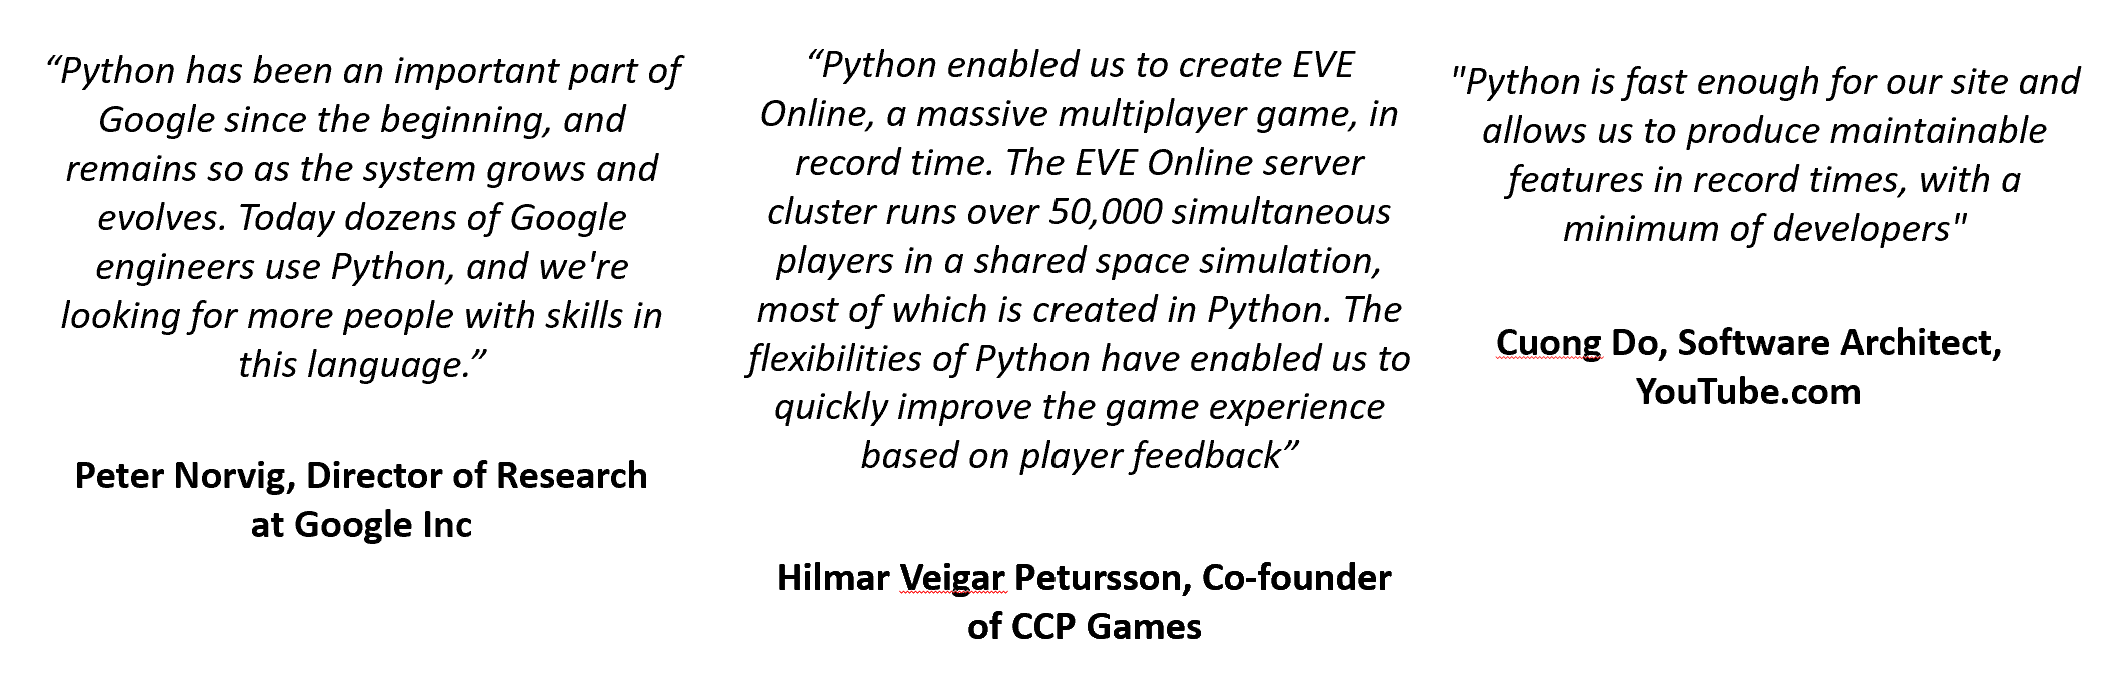 “Python has been an important part of
Google since the beginning, and
remains so as the system grows and
evolves. Today dozens of Google
engineers use Python, and we're
looking for more people with skills in
this language.”
Peter Norvig, Director of Research
at Google Inc
“Python enabled us to create EVE
Online, a massive multiplayer game, in
record time. The EVE Online server
cluster runs over 50,000 simultaneous
players in a shared space simulation,
most of which is created in Python. The
flexibilities of Python have enabled us to
quickly improve the game experience
based on player feedback”
Hilmar Veigar Petursson, Co-founder
of CCP Games
"Python is fast enough for our site and
allows us to produce maintainable
features in record times, with a
minimum of developers"
Cuong Do, Software Architect,
YouTube.com